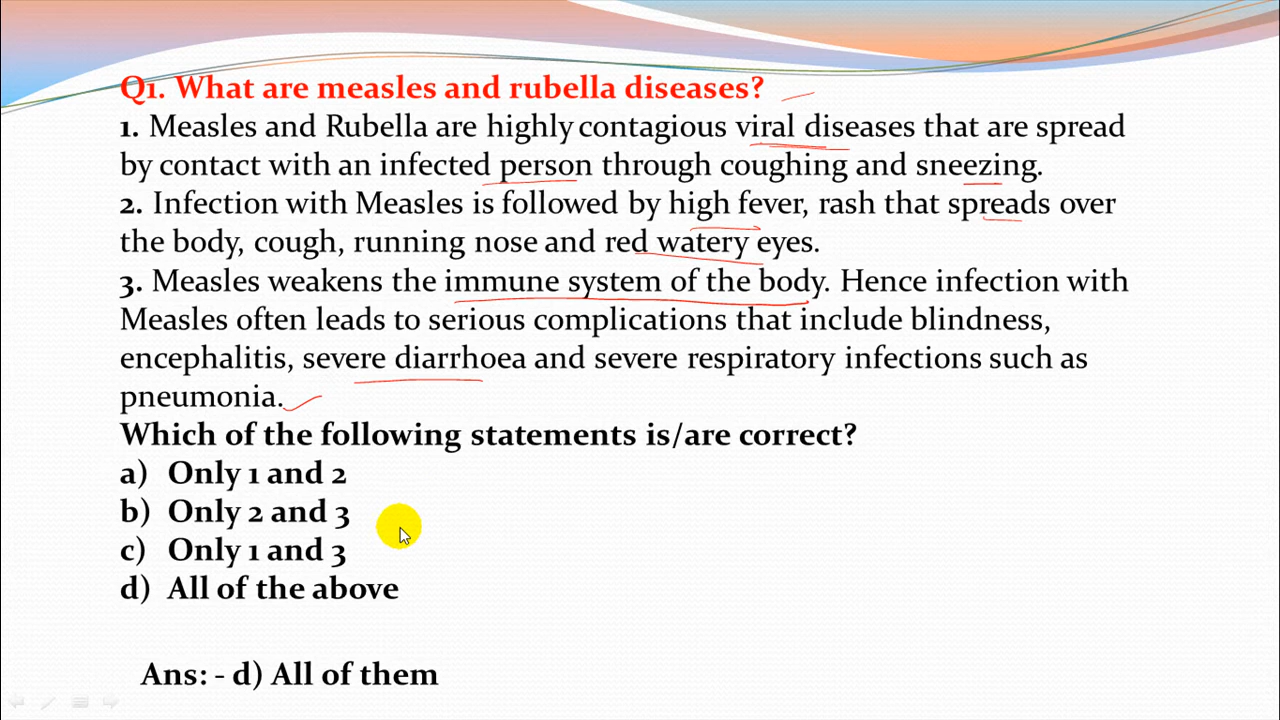 Q1. What are measles and rubella diseases?
1. Measles and Rubella are highly contagious viral diseases that are spread
by contact with an infected person through coughing and sneezing.
2. Infection with Measles is followed by high fever, rash that spreads over
the body, cough, running nose and red watery eyes.
3. Measles weakens the immune system of the body. Hence infection with
Measles often leads to serious complications that include blindness,
encephalitis, severe diarrhoea and severe respiratory infections such as
pneumonia.
Which of the following statements is/are correct?
a) Only 1 and 2
b) Only 2 and 3
c) Only 1 and 3
d) All of the above
Ans: - d) All of them